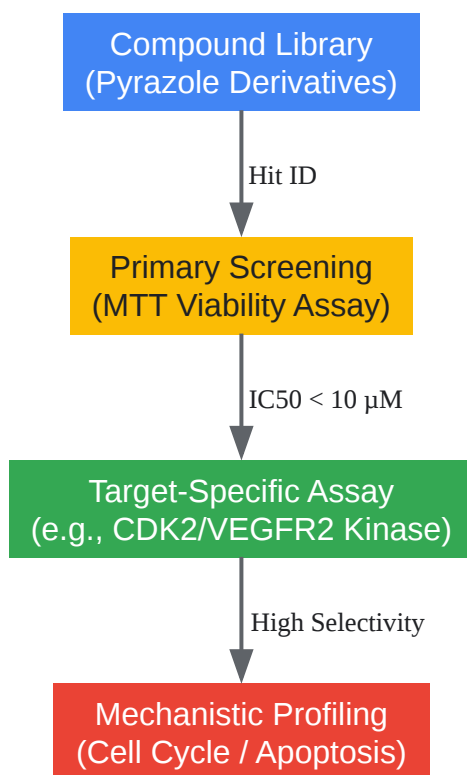 Compound Library
(Pyrazole Derivatives)
Hit ID
Primary Screening
(MTT Viability Assay)
IC50 < 10 µM
Target-Specific Assay
(e.g., CDK2/VEGFR2 Kinase)
High Selectivity
Mechanistic Profiling
(Cell Cycle / Apoptosis)